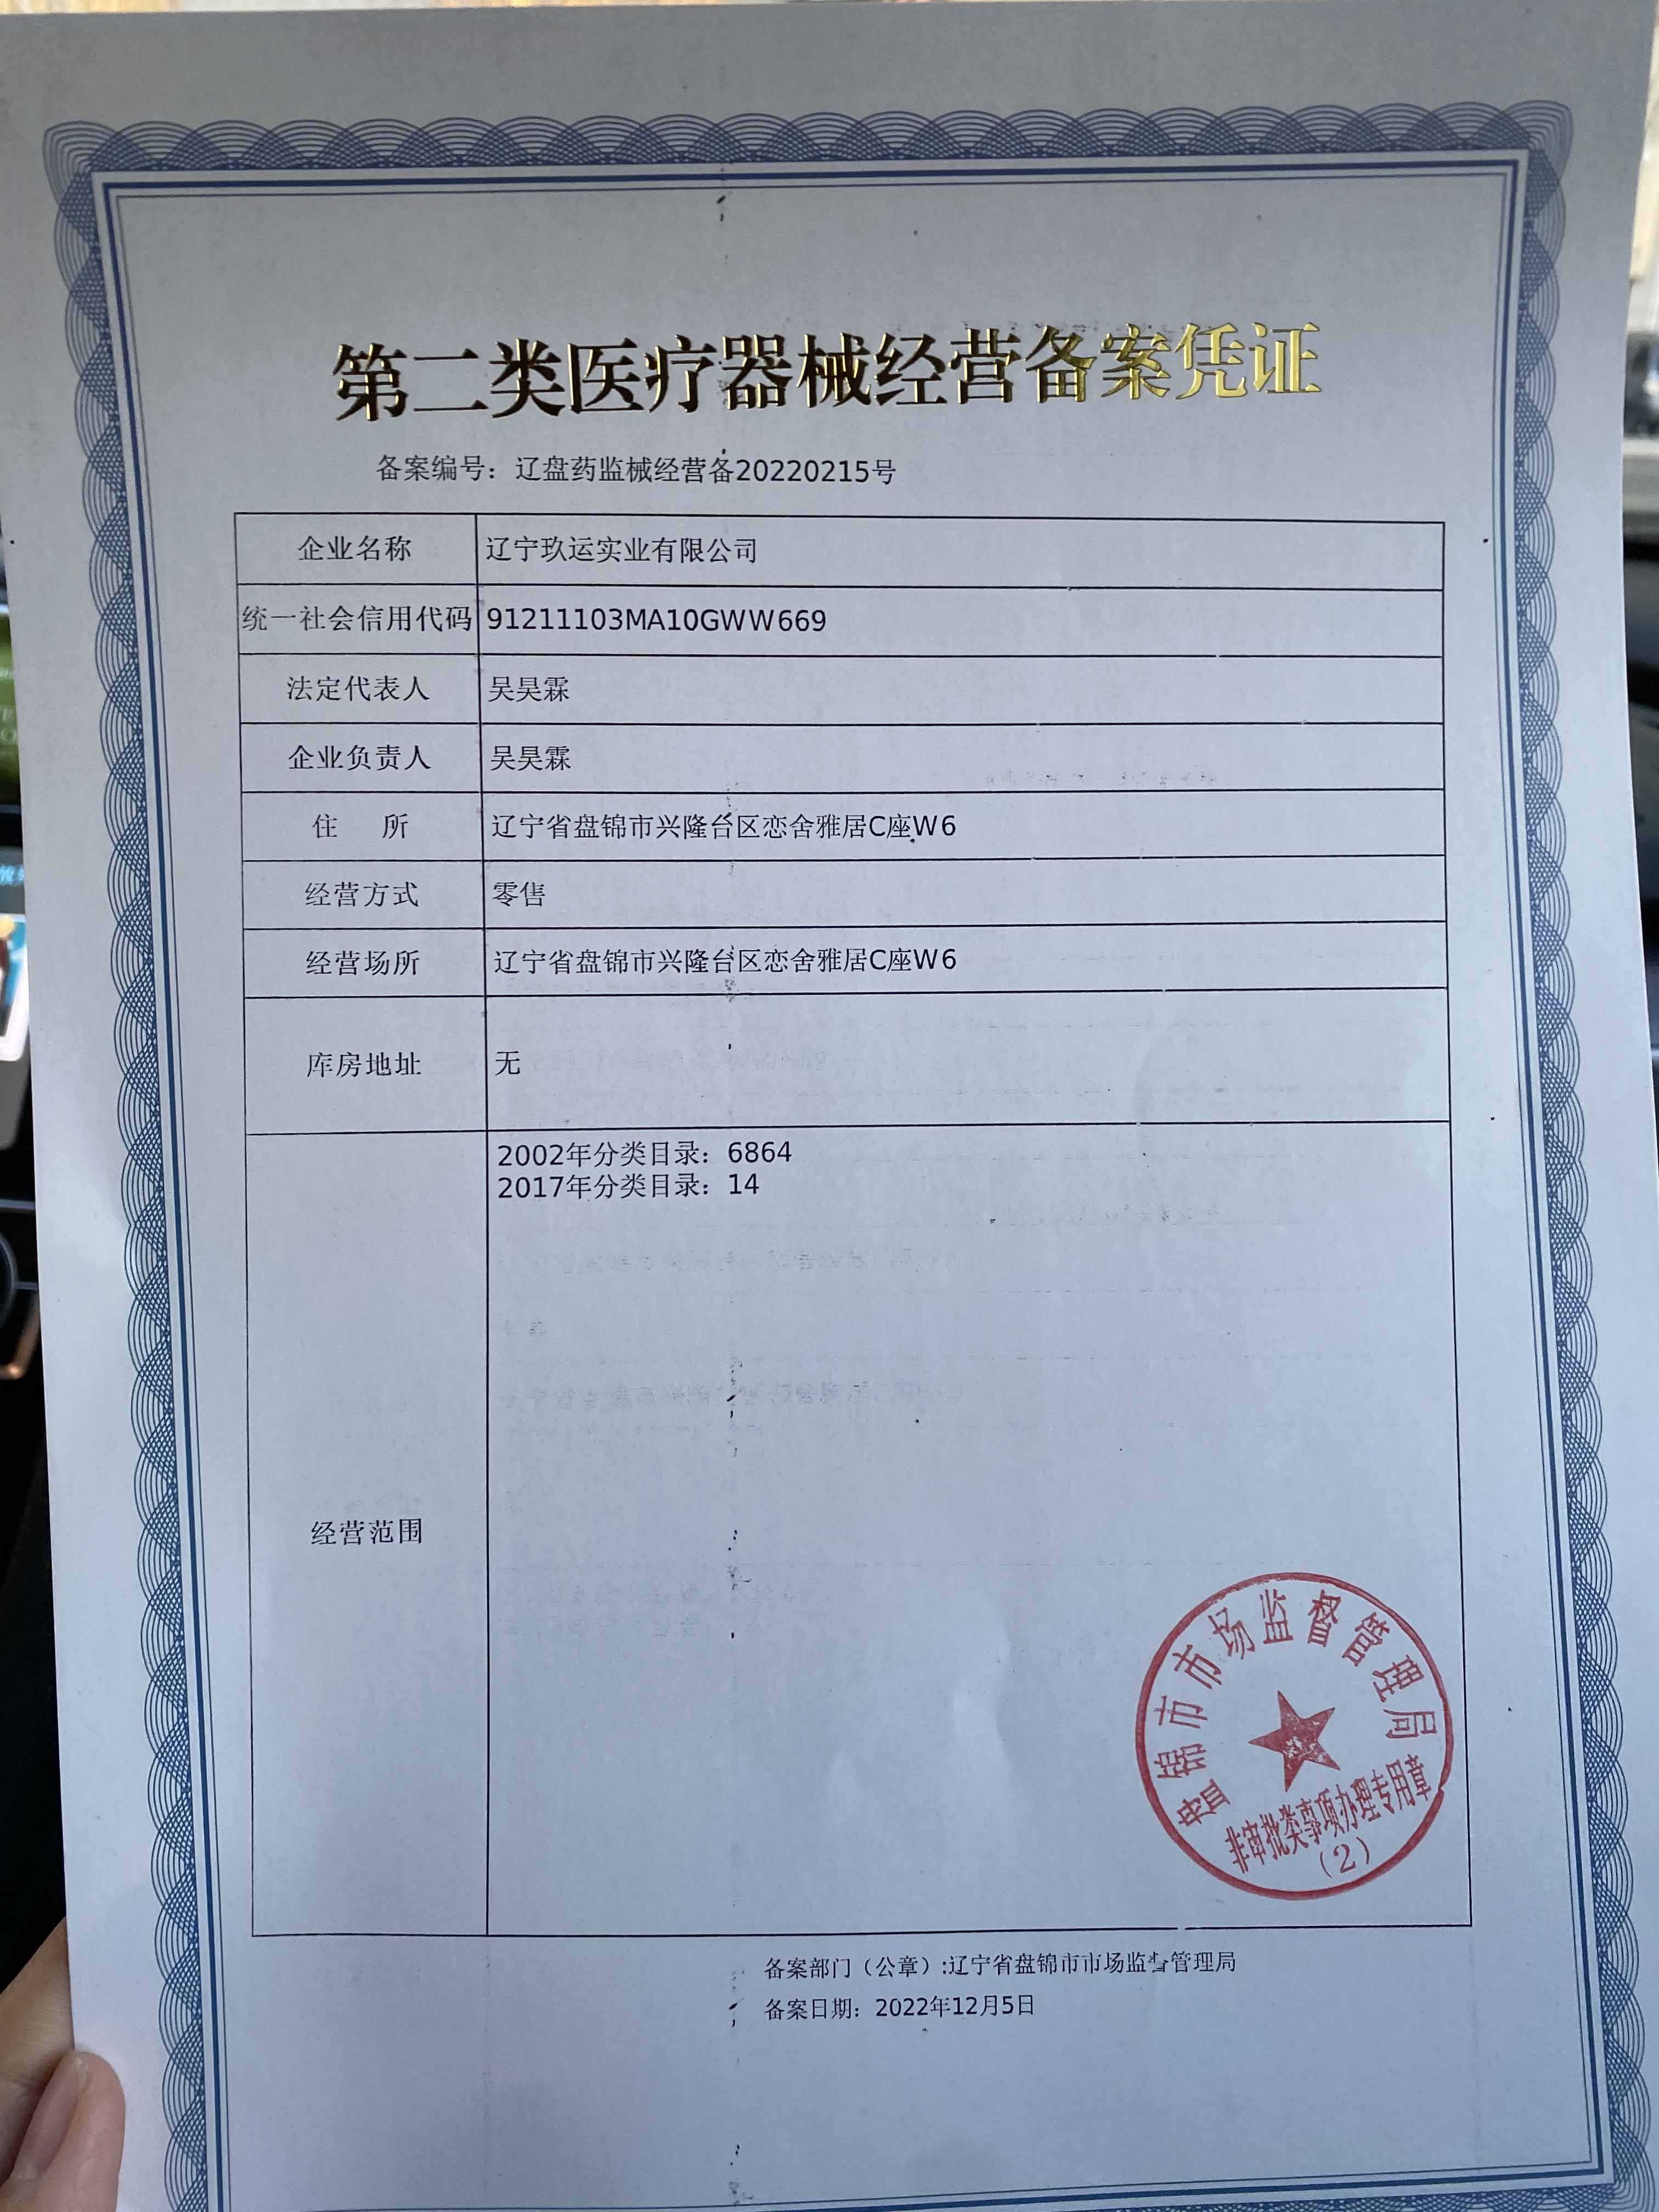 第二类医疗器械经营备案凭证
备案编号：辽盘药监械经营备20220215号
企业名称 辽宁玖运实业有限公司
统一社会信用代码 91211103MA10GWW669
法定代表人 吴昊霖
企业负责人 吴昊霖
住 所 辽宁省盘锦市兴隆台区恋舍雅居C座W6
经营方式 零售
经营场所 辽宁省盘锦市兴隆台区恋舍雅居C座W6
库房地址 无
经营范围 2002年分类目录：6864
2017年分类目录：14
盘锦市市场监督管理局
非审批类事项办理专用章
（2）
备案部门（公章）:辽宁省盘锦市市场监督管理局
备案日期：2022年12月5日